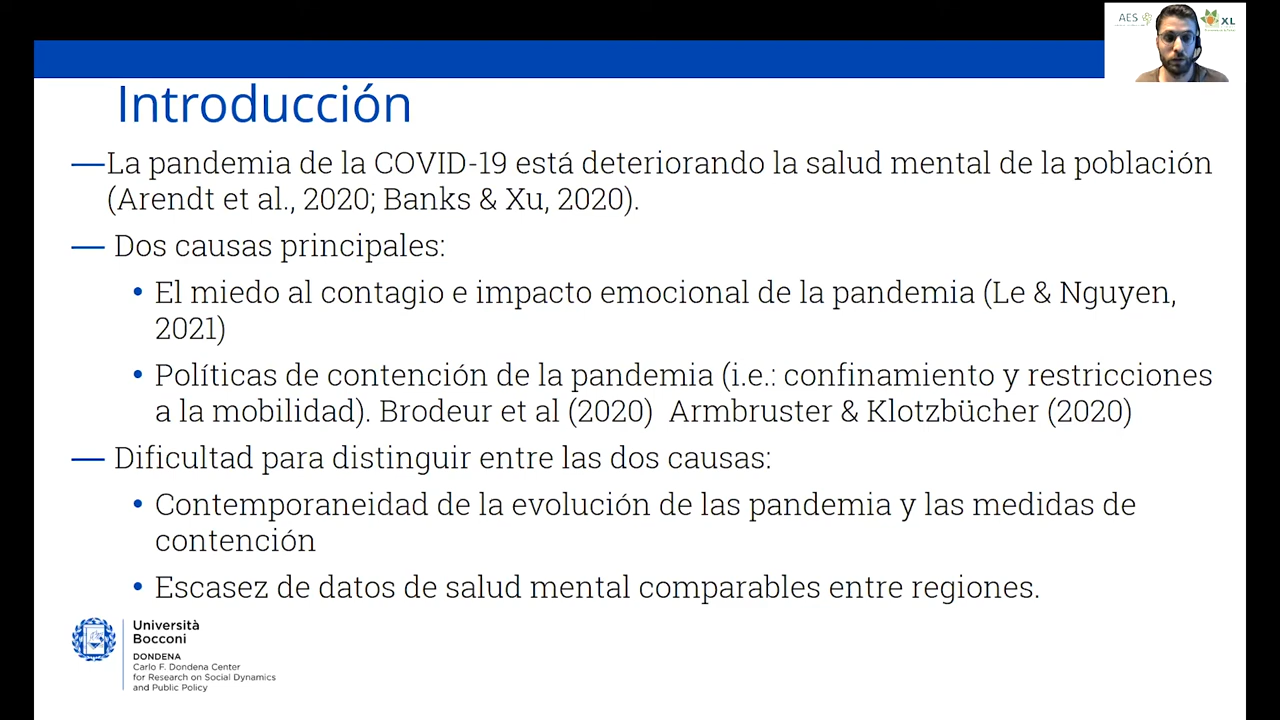 AES
XL
Introducción
—La pandemia de la COVID-19 está deteriorando la salud mental de la población
(Arendt et al., 2020; Banks & Xu, 2020).
— Dos causas principales:
• El miedo al contagio e impacto emocional de la pandemia (Le & Nguyen,
2021)
• Políticas de contención de la pandemia (i.e.: confinamiento y restricciones
a la mobilidad). Brodeur et al (2020) Armbruster & Klotzbücher (2020)
— Dificultad para distinguir entre las dos causas:
• Contemporaneidad de la evolución de las pandemia y las medidas de
contención
• Escasez de datos de salud mental comparables entre regiones.
Università
Bocconi
DONDENA
Carlo F. Dondena Center
for Research on Social Dynamics
and Public Policy